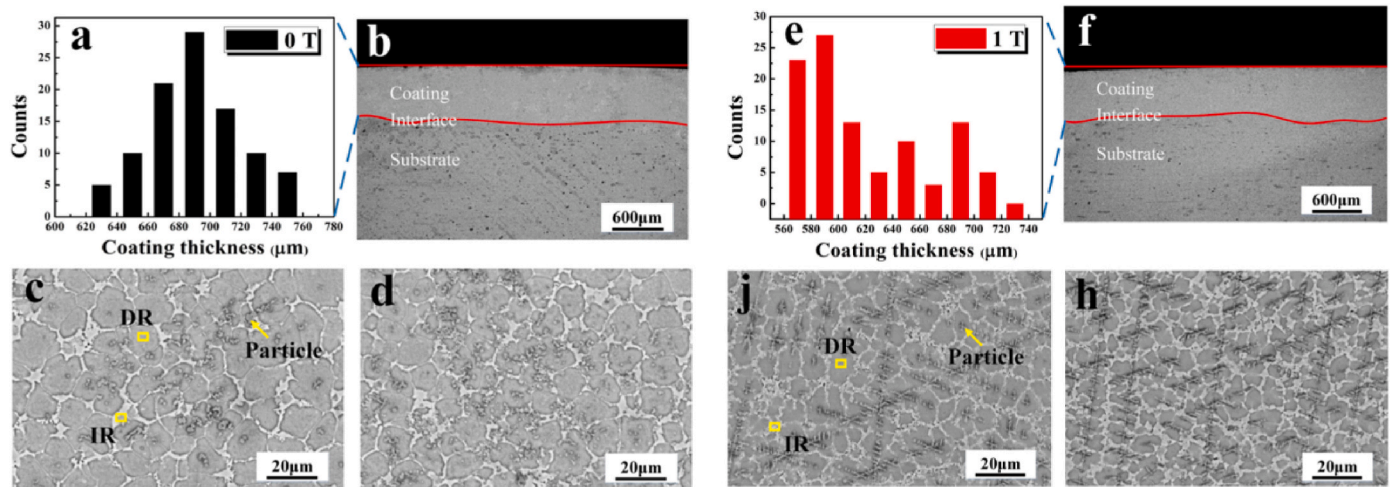 a
0 T
Counts
30
25
20
15
10
5
0
600 620 640 660 680 700 720 740 760 780
Coating thickness (μm)
b
Coating
Interface
Substrate
600μm
e
1 T
Counts
30
25
20
15
10
5
0
560 580 600 620 640 660 680 700 720 740
Coating thickness (μm)
f
Coating
Interface
Substrate
600μm
c
DR
Particle
IR
20μm
d
20μm
j
DR
Particle
IR
20μm
h
20μm